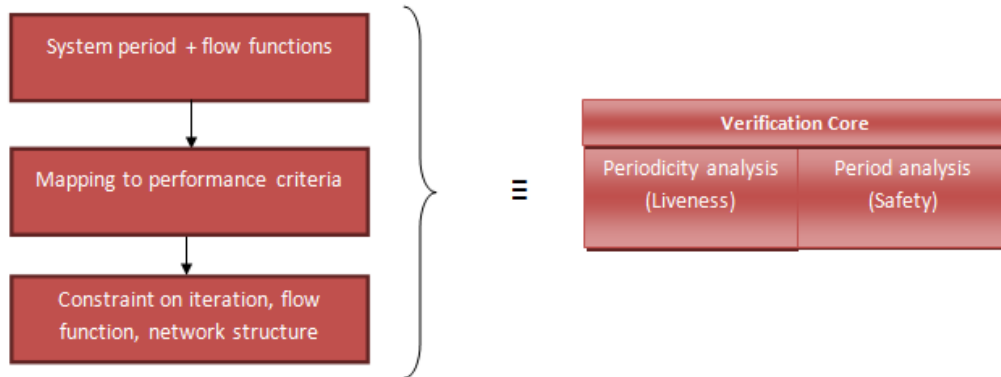 System period + flow functions
Mapping to performance criteria
Constraint on iteration, flow
function, network structure
≡
Verification Core
Periodicity analysis
(Liveness)
Period analysis
(Safety)